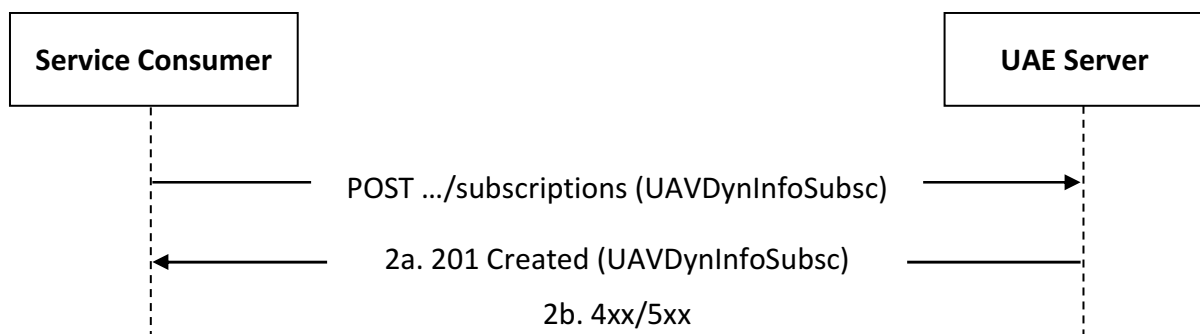 Service Consumer
UAE Server
POST …/subscriptions (UAVDynInfoSubsc)
2a. 201 Created (UAVDynInfoSubsc)
2b. 4xx/5xx